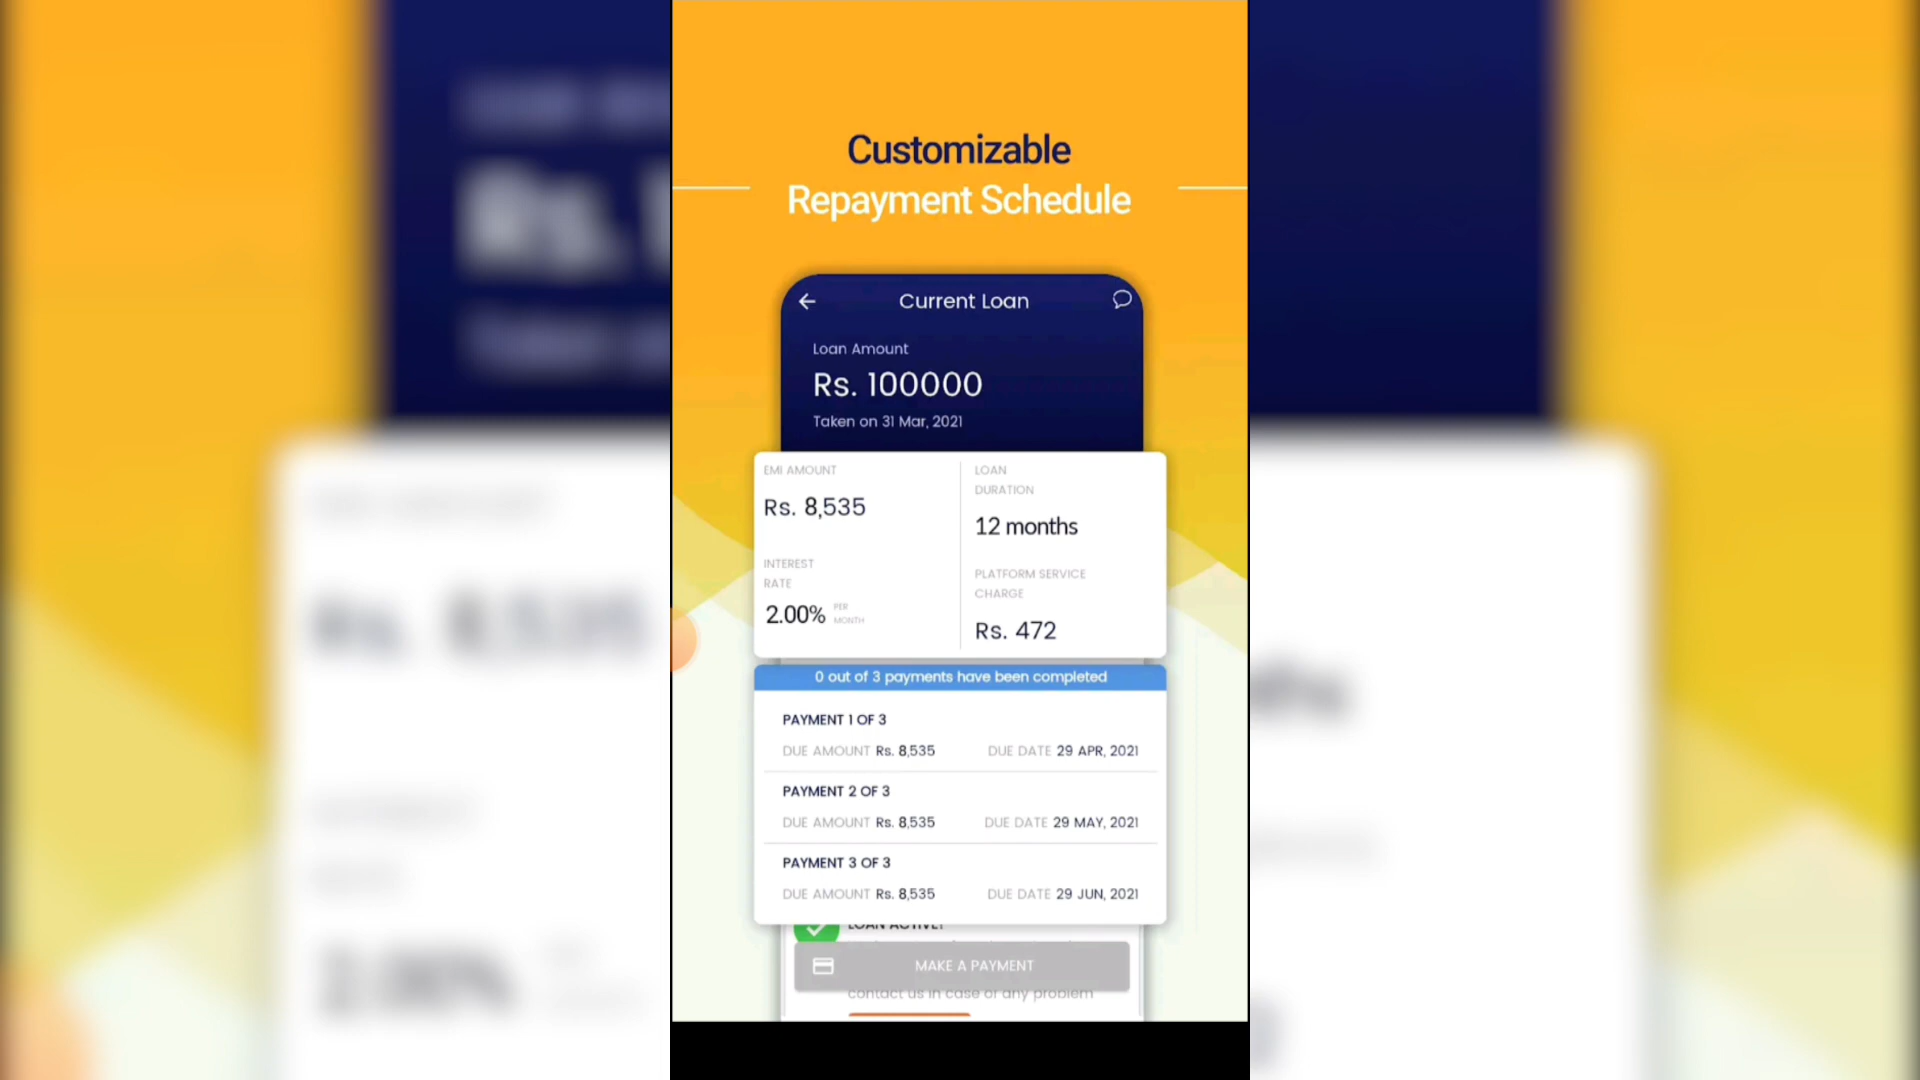 Customizable
Repayment Schedule
Current Loan
Loan Amount
Rs. 100000
Taken on 31 Mar, 2021
EMI AMOUNT
Rs. 8,535
LOAN
DURATION
12 months
INTEREST
RATE
2.00% PER
MONTH
PLATFORM SERVICE
CHARGE
Rs. 472
0 out of 3 payments have been completed
PAYMENT 1 OF 3
DUE AMOUNT Rs. 8,535 DUE DATE 29 APR, 2021
PAYMENT 2 OF 3
DUE AMOUNT Rs. 8,535 DUE DATE 29 MAY, 2021
PAYMENT 3 OF 3
DUE AMOUNT Rs. 8,535 DUE DATE 29 JUN, 2021
LOAN ACTIVE!
MAKE A PAYMENT
contact us in case of any problem